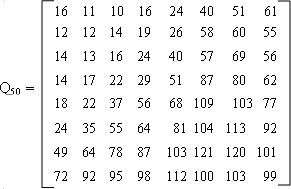 16 11 10 16 24 40 51 61
12 12 14 19 26 58 60 55
14 13 16 24 40 57 69 56
14 17 22 29 51 87 80 62
Q50 =
18 22 37 56 68 109 103 77
24 35 55 64 81 104 113 92
49 64 78 87 103 121 120 101
72 92 95 98 112 100 103 99